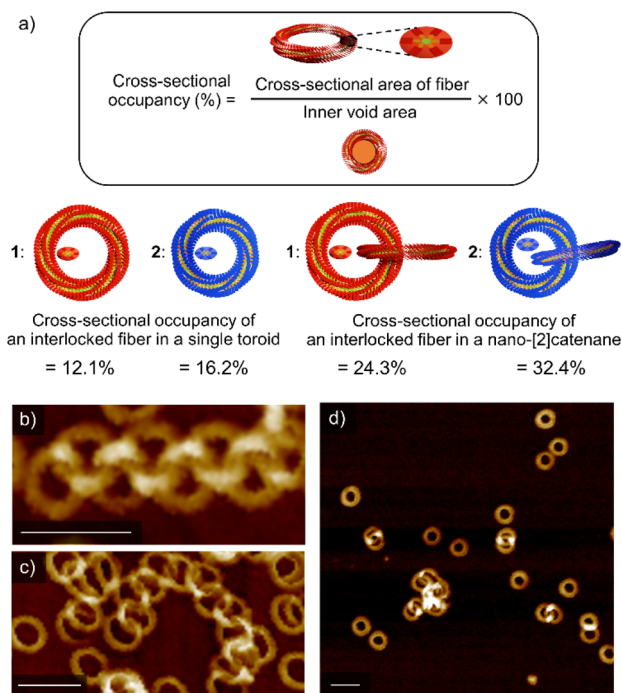 a)
Cross-sectional
occupancy (%) =
Cross-sectional area of fiber
Inner void area
× 100
1:
2:
1:
2:
Cross-sectional occupancy of
an interlocked fiber in a single toroid
= 12.1%
= 16.2%
Cross-sectional occupancy of
an interlocked fiber in a nano-[2]catenane
= 24.3%
= 32.4%
b)
c)
d)